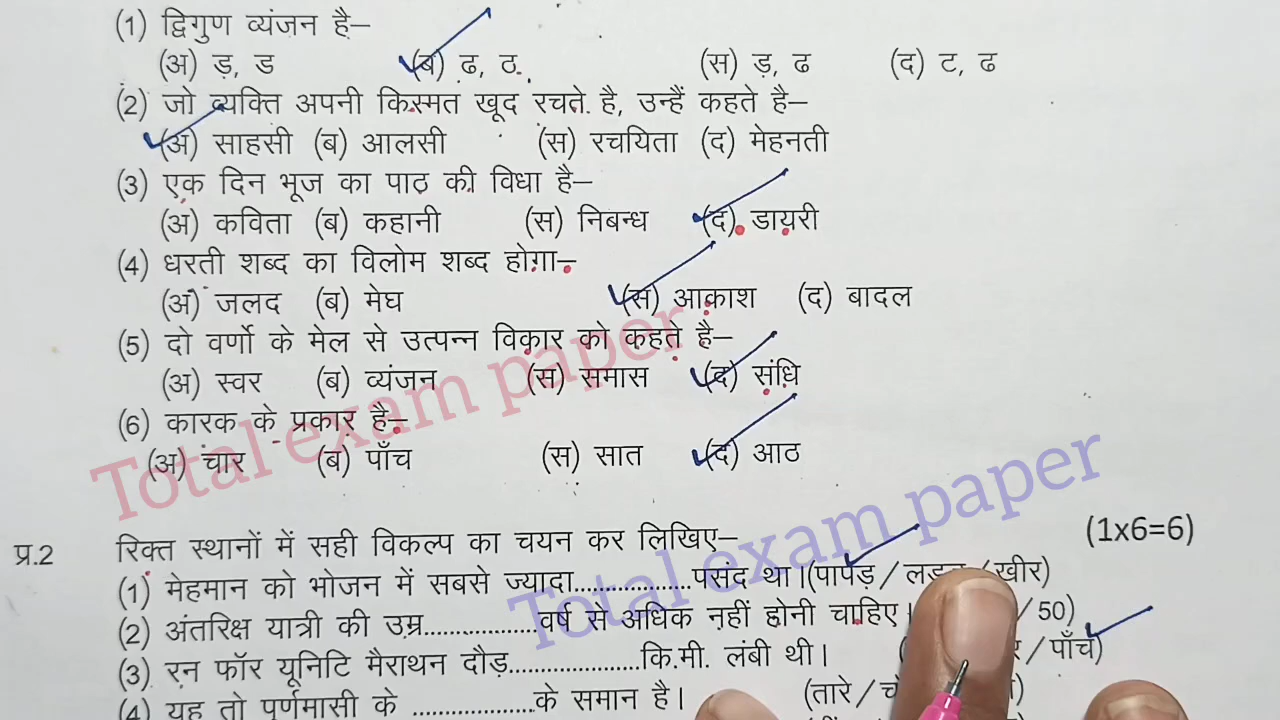 (1) द्विगुण व्यंजन है–
(अ) ड़, ड (ब) ढ, ठ (स) ड़, ढ (द) ट, ढ
(2) जो व्यक्ति अपनी किस्मत खूद रचते है, उन्हैं कहते है–
(अ) साहसी (ब) आलसी (स) रचयिता (द) मेहनती
(3) एक दिन भूज का पाठ की विधा है–
(अ) कविता (ब) कहानी (स) निबन्ध (द) डायरी
(4) धरती शब्द का विलोम शब्द होगा–
(अ) जलद (ब) मेघ (स) आकाश (द) बादल
(5) दो वर्णो के मेल से उत्पन्न विकार को कहते है–
(अ) स्वर (ब) व्यंजन (स) समास (द) संधि
(6) कारक के प्रकार है–
(अ) चार (ब) पाँच (स) सात (द) आठ
Total exam paper
Total exam paper
प्र.2 रिक्त स्थानों में सही विकल्प का चयन कर लिखिए– (1x6=6)
(1) मेहमान को भोजन में सबसे ज्यादा..................पसंद था। (पापड़/ /खीर)
(2) अंतरिक्ष यात्री की उम्र..................वर्ष से अधिक नहीं होनी चाहिए। /50)
(3) रन फॉर यूनिटि मैराथन दौड़....................कि.मी. लंबी थी। /पाँच)
(4) यह तो पूर्णमासी के ..................के समान है। (तारे/